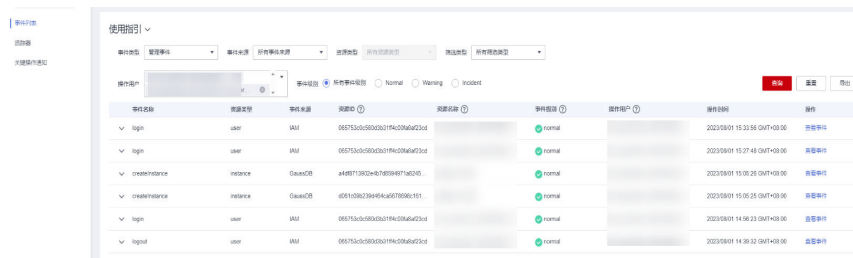 事件列表
追踪器
关键操作通知
使用指引
事件类型 管理事件 事件来源 所有事件来源 资源类型 所有资源类型 筛选类型 所有筛选类型
操作用户 事件级别 所有事件级别 Normal Warning Incident 查询 重置 导出
事件名称 资源类型 事件来源 资源ID 资源名称 事件级别 操作用户 操作时间 操作
login user IAM 055753c0c580d3b31ff4c00fa8af23cd normal 2023/08/01 15:33:56 GMT+08:00 查看事件
login user IAM 055753c0c580d3b31ff4c00fa8af23cd normal 2023/08/01 15:27:48 GMT+08:00 查看事件
createInstance instance GaussDB a4df8713902e4b7d8594971a8245... normal 2023/08/01 15:05:26 GMT+08:00 查看事件
createInstance instance GaussDB d051c09b239d464ca5678698c161... normal 2023/08/01 15:05:25 GMT+08:00 查看事件
login user IAM 055753c0c580d3b31ff4c00fa8af23cd normal 2023/08/01 14:56:23 GMT+08:00 查看事件
logout user IAM 055753c0c580d3b31ff4c00fa8af23cd normal 2023/08/01 14:39:32 GMT+08:00 查看事件